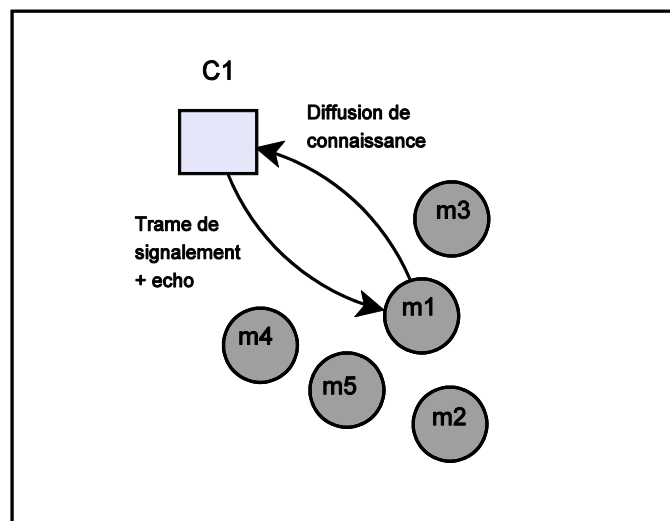 C1
Diffusion de
connaissance
m3
Trame de
signalement
+ echo
m1
m4
m5
m2